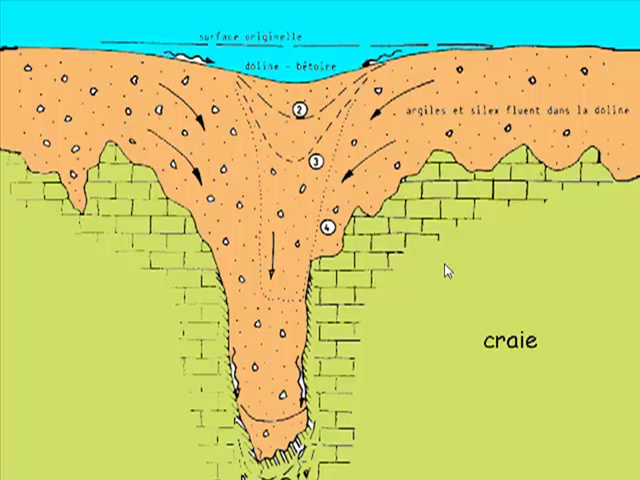 surface originelle
doline - bétoire
2
argiles et silex fluent dans la doline
3
4
craie